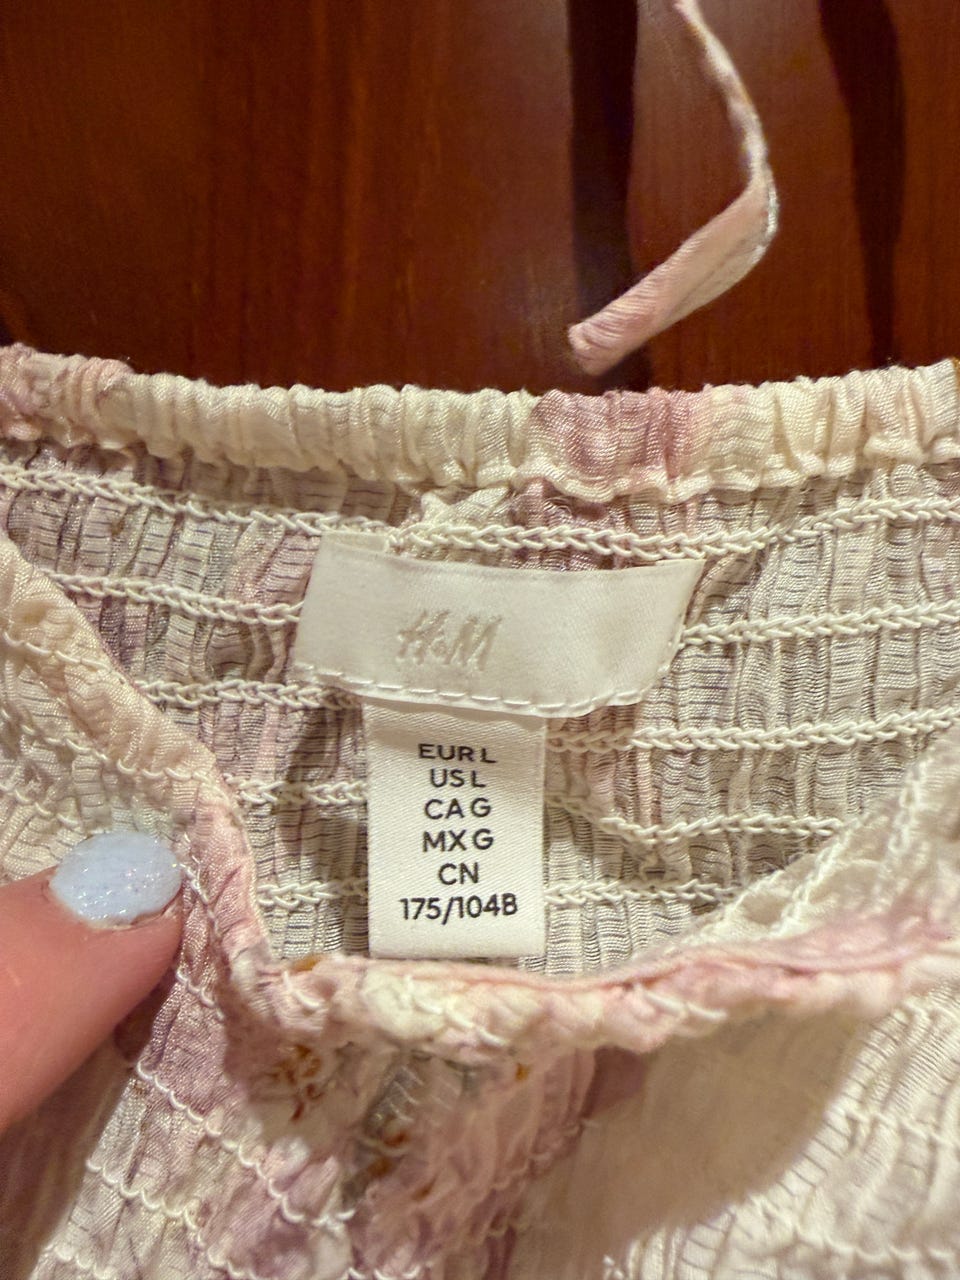 H&M
EUR L
US L
CA G
MX G
CN
175/104B